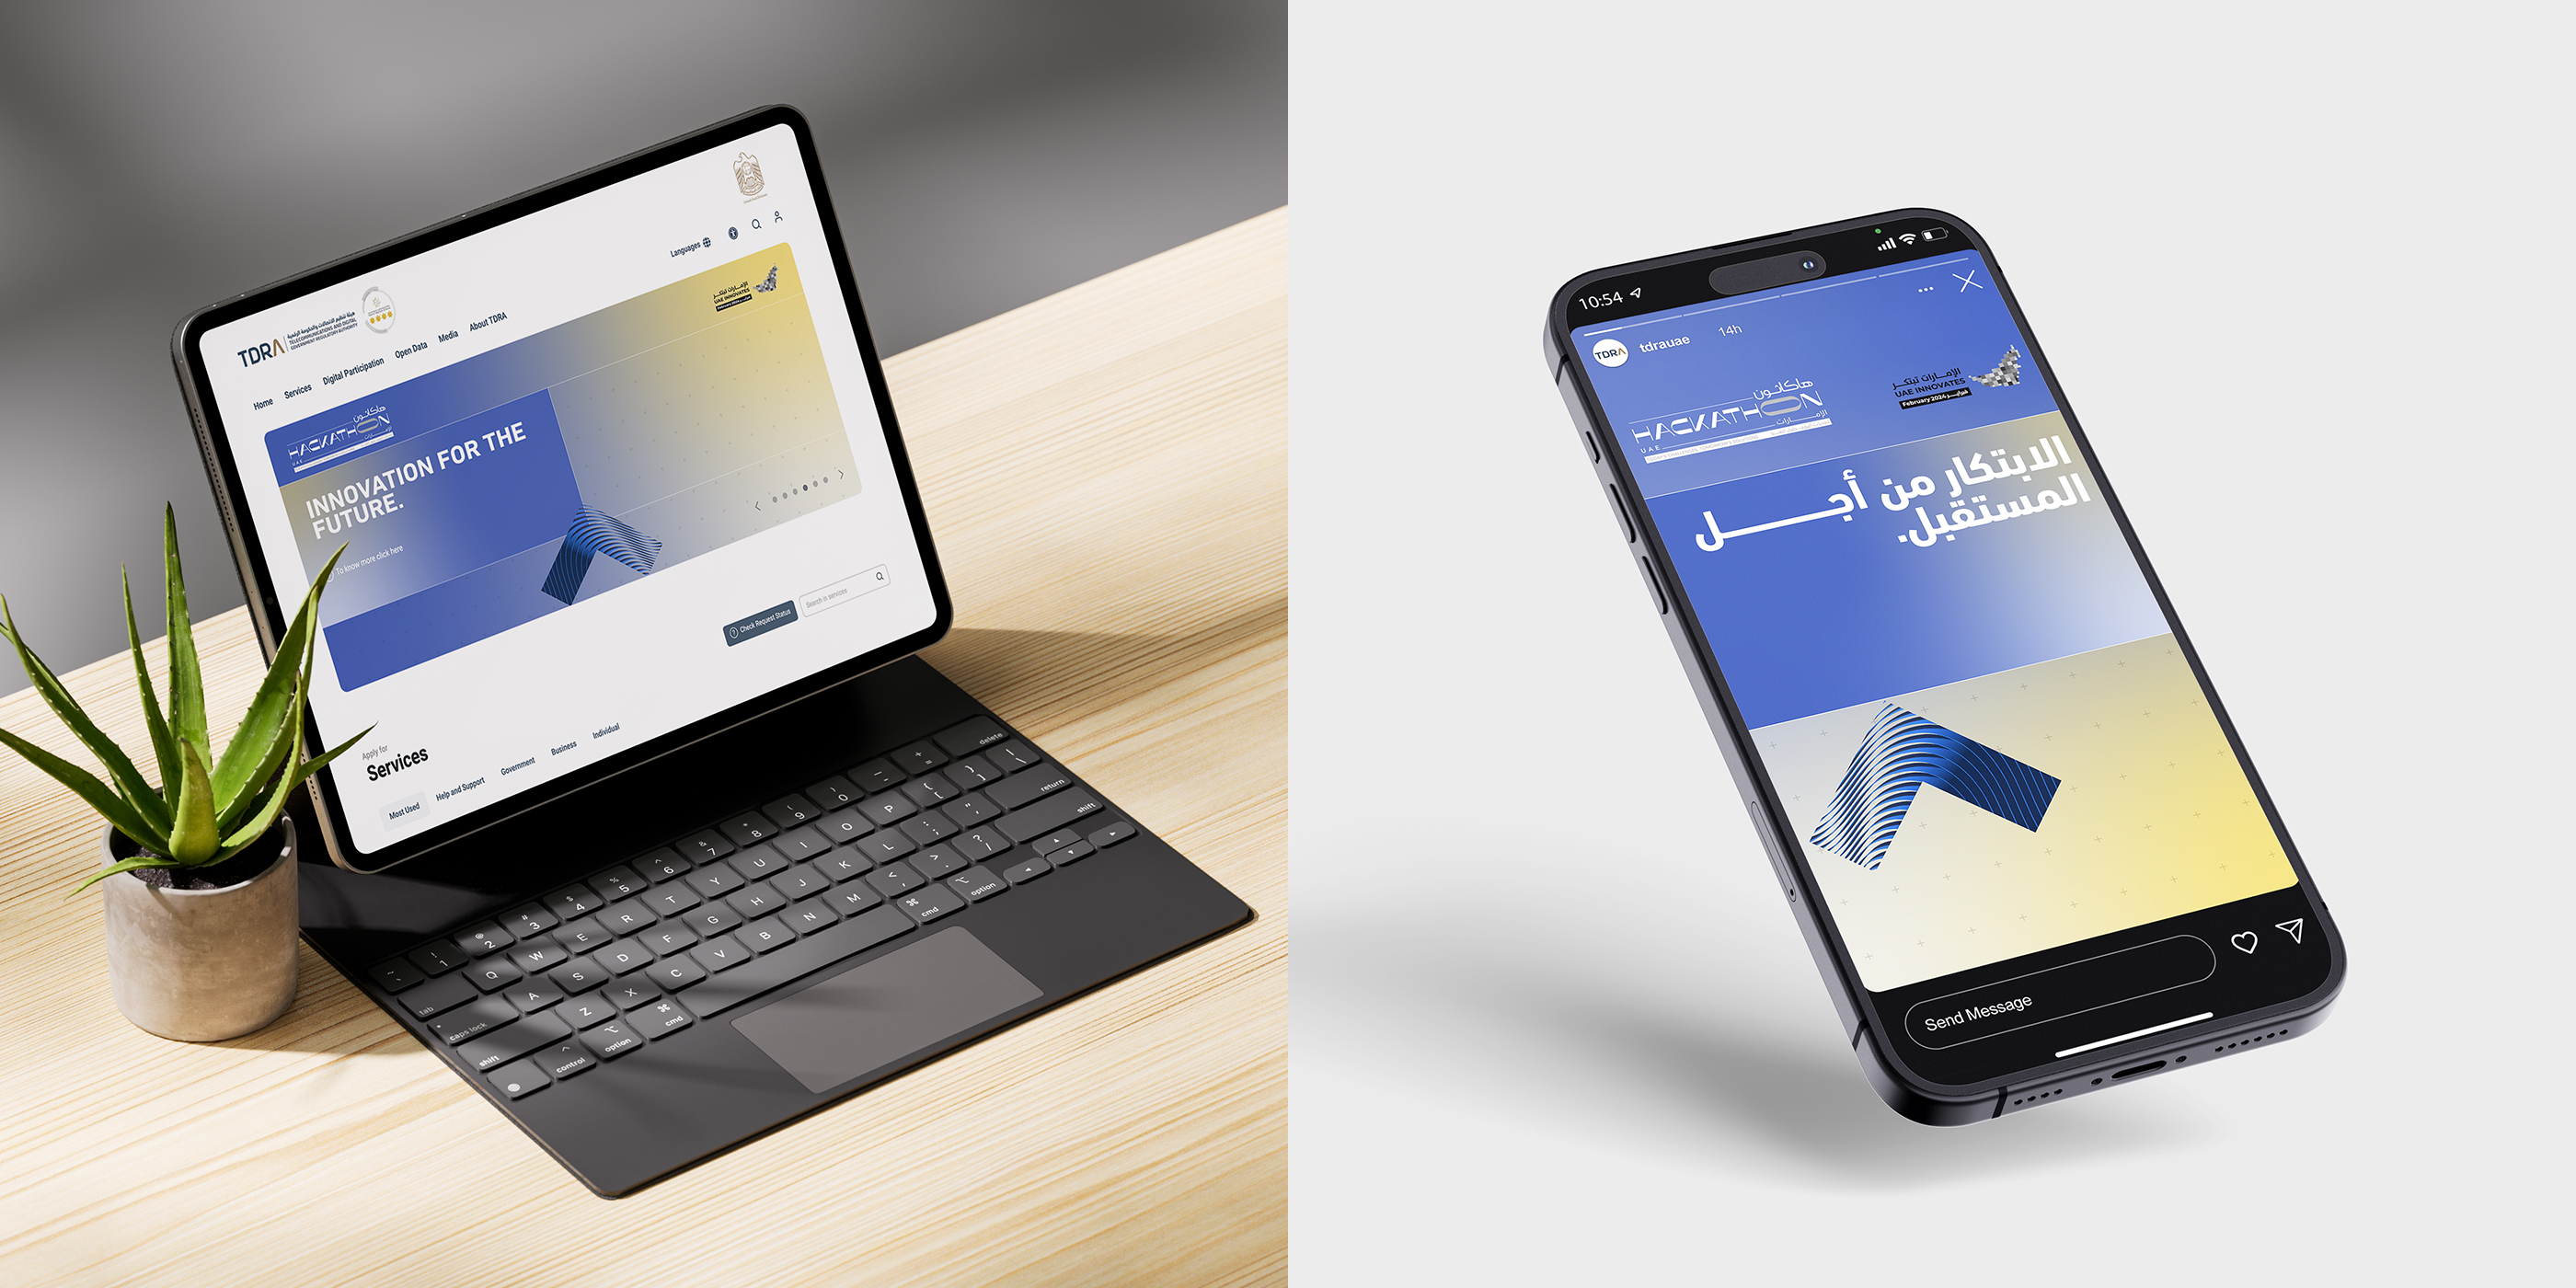 TDRA
هيئة تنظيم الاتصالات والحكومة الرقمية
TELECOMMUNICATIONS AND DIGITAL
GOVERNMENT REGULATORY AUTHORITY
Languages
Home
Services
Digital Participation
Open Data
Media
About TDRA
هاكاثون
HACKATHON
الإمارات
UAE
الإمارات تبتكر
UAE INNOVATES
INNOVATION FOR THE
FUTURE.
To know more click here
Check Request Status
Search in services
Apply for
Services
Most Used
Help and Support
Government
Business
Individual
~ ! 1 @ 2 # 3 $ 4 % 5 ^ 6 & 7 * 8 ( 9 ) 0 — - + = delete
tab Q W E R T Y U I O P { [ } ] | \
caps lock A S D F G H J K L : ; " ' return
shift Z X C V B N M < , > . ? / shift
control option cmd cmd option
10:54
TDRA
tdrauae
14h
هاكاثون
HACKATHON
الإمارات
UAE
الإمارات تبتكر
UAE INNOVATES
فبراير February 2024
الابتكار من أجـــــل
المستقبل.
Send Message